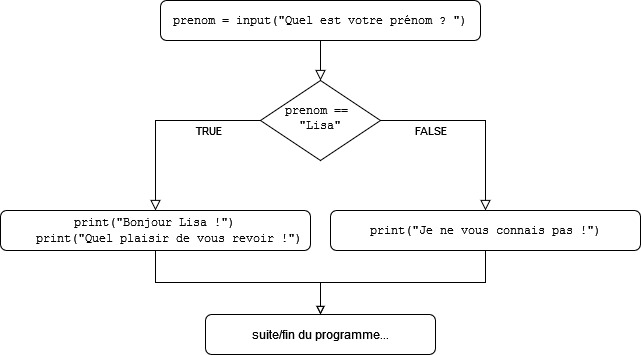 prenom = input("Quel est votre prénom ? ")
prenom ==
"Lisa"
TRUE
FALSE
print("Bonjour Lisa !")
print("Quel plaisir de vous revoir !")
print("Je ne vous connais pas !")
suite/fin du programme...